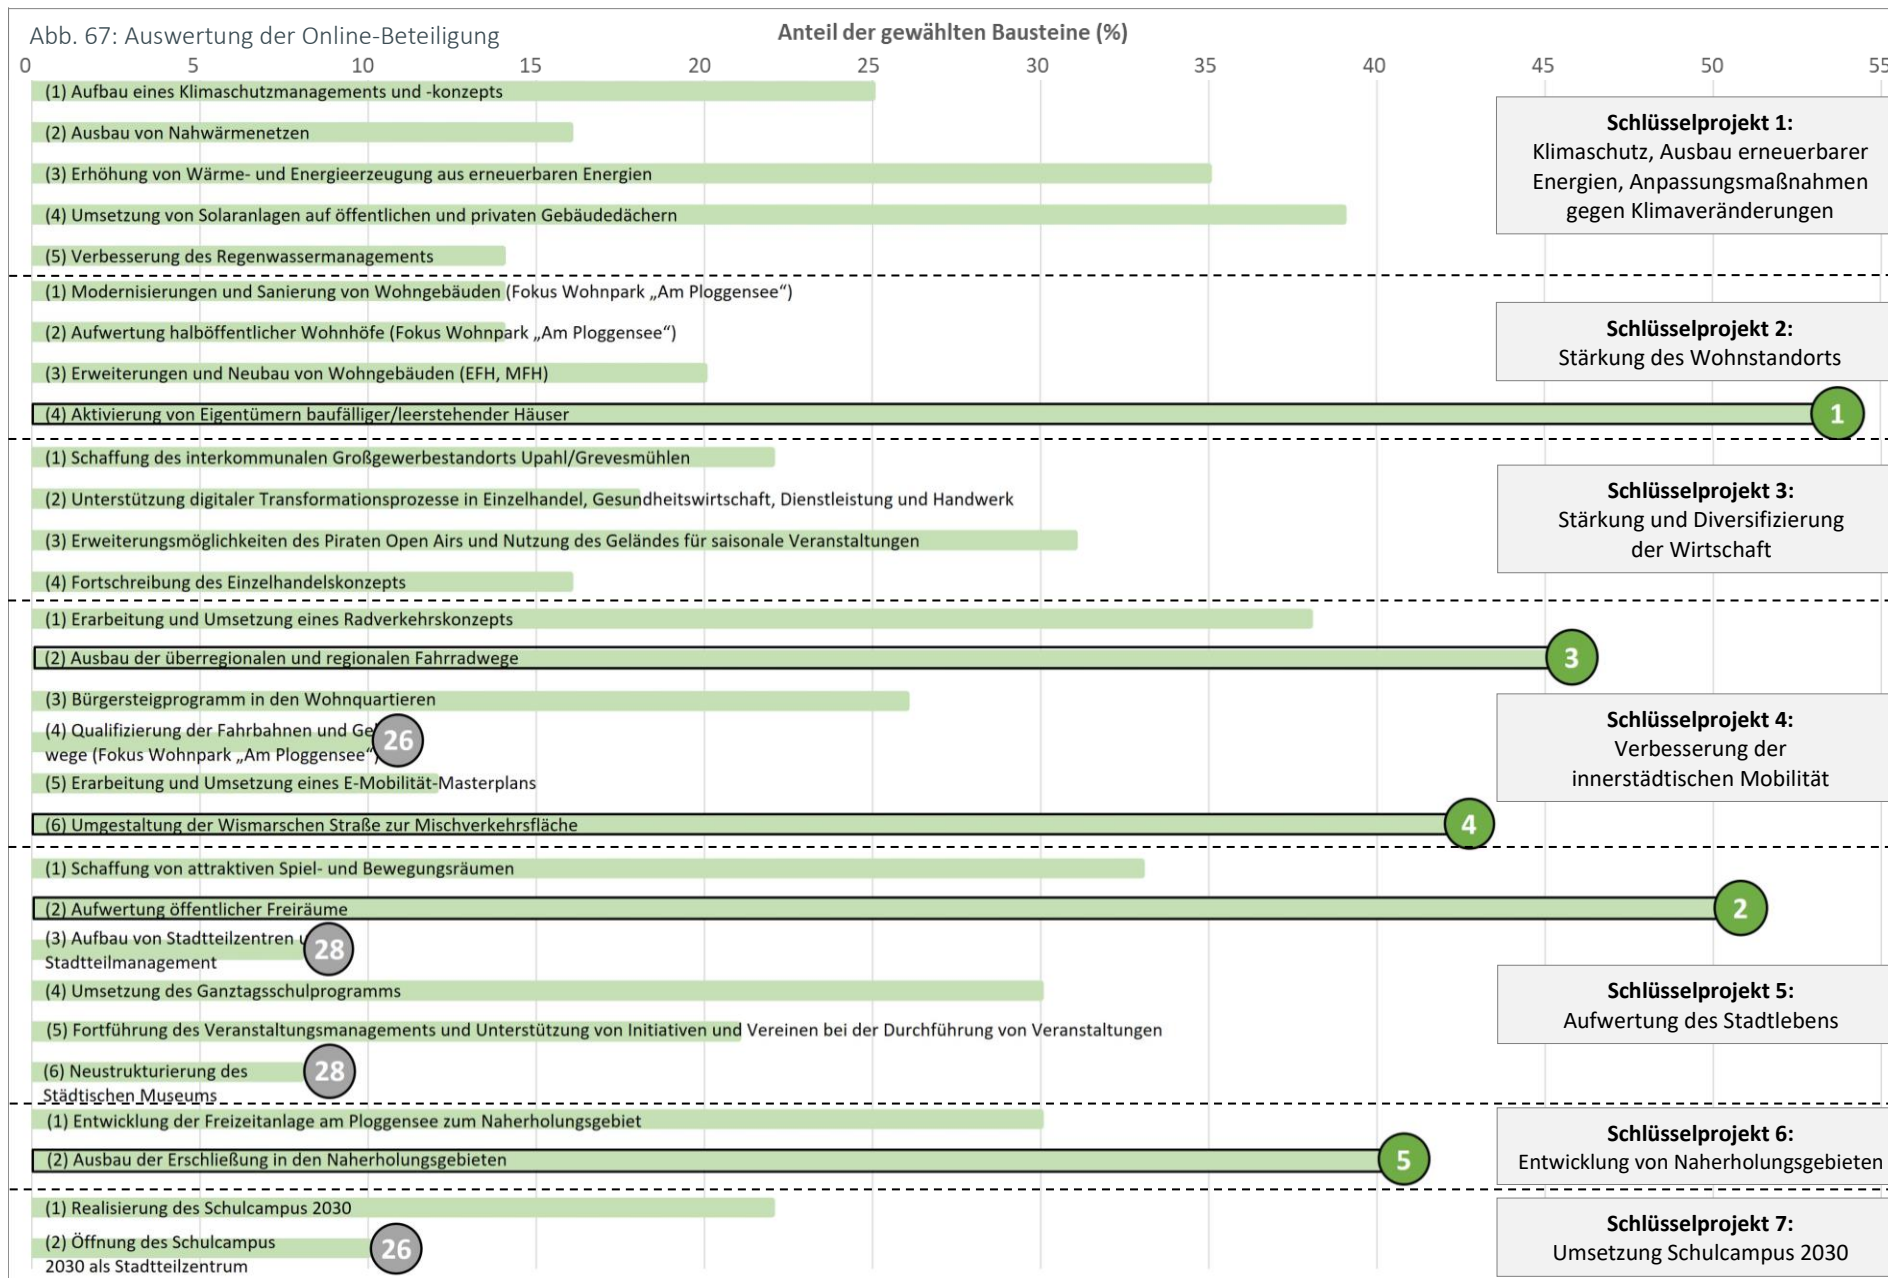 Abb. 67: Auswertung der Online-Beteiligung
Anteil der gewählten Bausteine (%)
0 5 10 15 20 25 30 35 40 45 50 55
(1) Aufbau eines Klimaschutzmanagements und -konzepts
(2) Ausbau von Nahwärmenetzen
(3) Erhöhung von Wärme- und Energieerzeugung aus erneuerbaren Energien
(4) Umsetzung von Solaranlagen auf öffentlichen und privaten Gebäudedächern
(5) Verbesserung des Regenwassermanagements
Schlüsselprojekt 1:
Klimaschutz, Ausbau erneuerbarer
Energien, Anpassungsmaßnahmen
gegen Klimaveränderungen
(1) Modernisierungen und Sanierung von Wohngebäuden (Fokus Wohnpark „Am Ploggensee“)
(2) Aufwertung halböffentlicher Wohnhöfe (Fokus Wohnpark „Am Ploggensee“)
(3) Erweiterungen und Neubau von Wohngebäuden (EFH, MFH)
(4) Aktivierung von Eigentümern baufälliger/leerstehender Häuser
1
Schlüsselprojekt 2:
Stärkung des Wohnstandorts
(1) Schaffung des interkommunalen Großgewerbestandorts Upahl/Grevesmühlen
(2) Unterstützung digitaler Transformationsprozesse in Einzelhandel, Gesundheitswirtschaft, Dienstleistung und Handwerk
(3) Erweiterungsmöglichkeiten des Piraten Open Airs und Nutzung des Geländes für saisonale Veranstaltungen
(4) Fortschreibung des Einzelhandelskonzepts
Schlüsselprojekt 3:
Stärkung und Diversifizierung
der Wirtschaft
(1) Erarbeitung und Umsetzung eines Radverkehrskonzepts
(2) Ausbau der überregionalen und regionalen Fahrradwege
3
(3) Bürgersteigprogramm in den Wohnquartieren
(4) Qualifizierung der Fahrbahnen und
wege (Fokus Wohnpark „Am Ploggensee“)
26
(5) Erarbeitung und Umsetzung eines E-Mobilität-Masterplans
(6) Umgestaltung der Wismarschen Straße zur Mischverkehrsfläche
4
Schlüsselprojekt 4:
Verbesserung der
innerstädtischen Mobilität
(1) Schaffung von attraktiven Spiel- und Bewegungsräumen
(2) Aufwertung öffentlicher Freiräume
2
(3) Aufbau von Stadtteilzentren
Stadtteilmanagement
28
(4) Umsetzung des Ganztagsschulprogramms
(5) Fortführung des Veranstaltungsmanagements und Unterstützung von Initiativen und Vereinen bei der Durchführung von Veranstaltungen
(6) Neustrukturierung des
Städtischen Museums
28
Schlüsselprojekt 5:
Aufwertung des Stadtlebens
(1) Entwicklung der Freizeitanlage am Ploggensee zum Naherholungsgebiet
(2) Ausbau der Erschließung in den Naherholungsgebieten
5
Schlüsselprojekt 6:
Entwicklung von Naherholungsgebieten
(1) Realisierung des Schulcampus 2030
(2) Öffnung des Schulcampus
2030 als Stadtteilzentrum
26
Schlüsselprojekt 7:
Umsetzung Schulcampus 2030